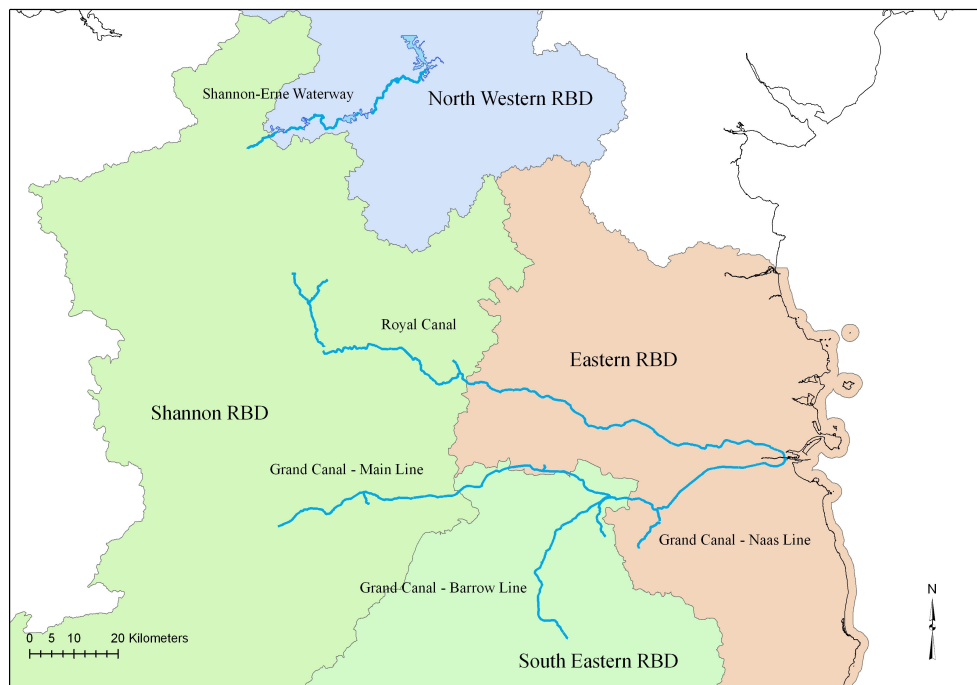 Shannon-Erne Waterway
North Western RBD
Royal Canal
Eastern RBD
Shannon RBD
Grand Canal - Main Line
Grand Canal - Naas Line
Grand Canal - Barrow Line
N
0 5 10 20 Kilometers
South Eastern RBD